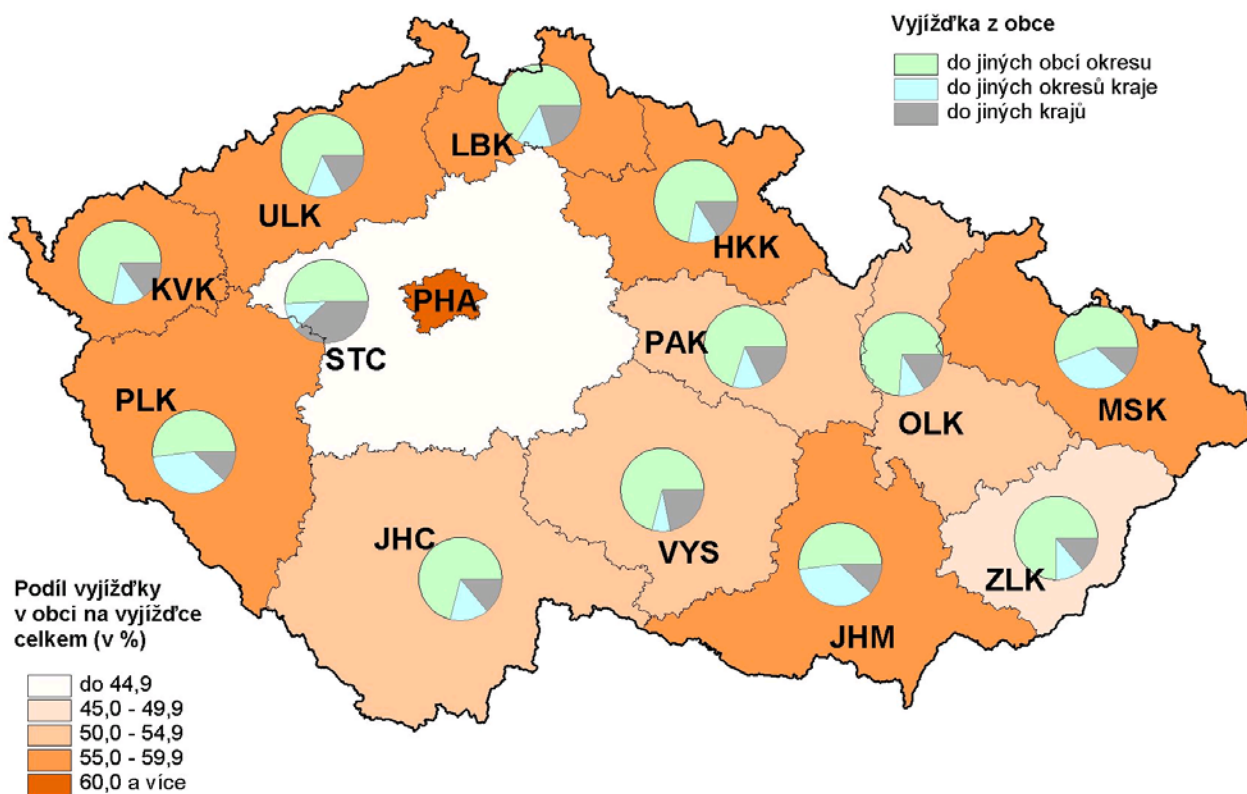 Vyjížďka z obce
do jiných obcí okresu
do jiných okresů kraje
do jiných krajů
LBK
ULK
HKK
KVK
PHA
STC
PAK
PLK
MSK
OLK
JHC
VYS
ZLK
JHM
Podíl vyjížďky
v obci na vyjížďce
celkem (v %)
do 44,9
45,0 - 49,9
50,0 - 54,9
55,0 - 59,9
60,0 a více